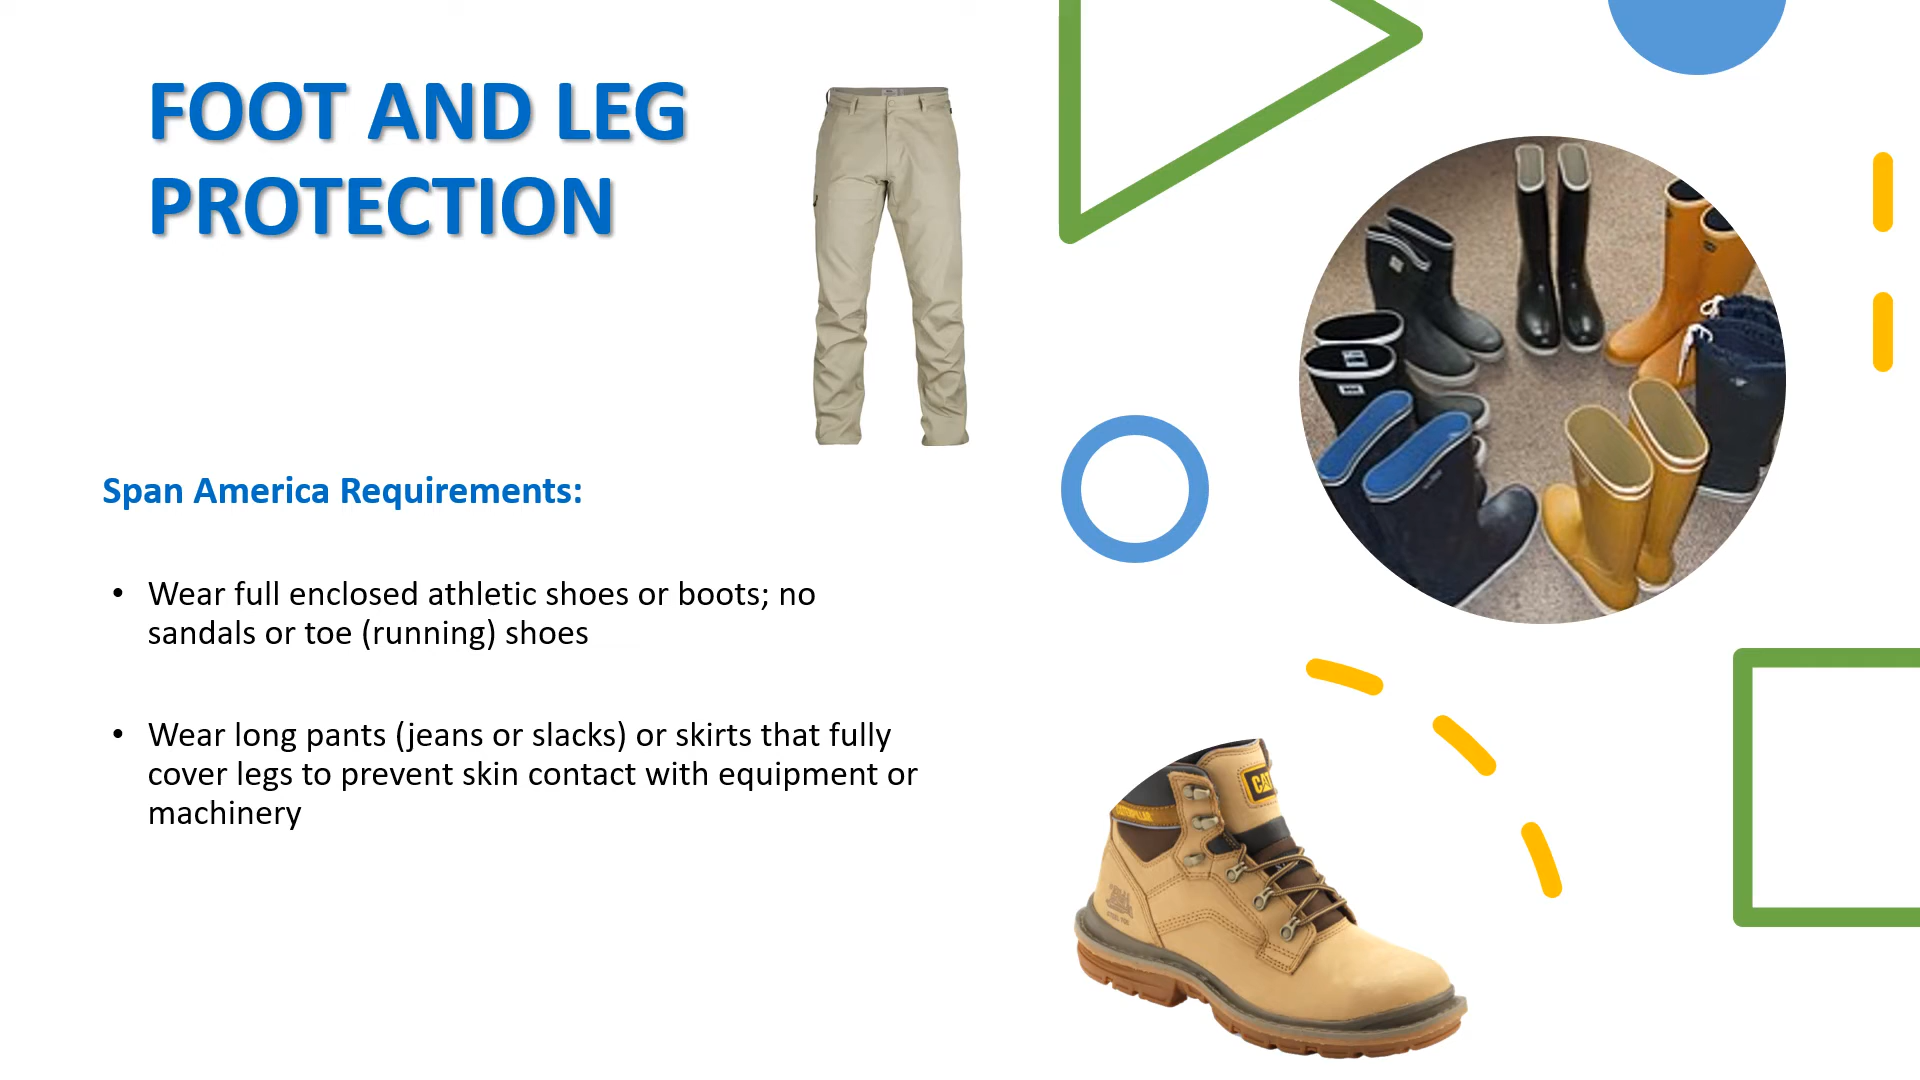 FOOT AND LEG
PROTECTION
Span America Requirements:
• Wear full enclosed athletic shoes or boots; no
sandals or toe (running) shoes
• Wear long pants (jeans or slacks) or skirts that fully
cover legs to prevent skin contact with equipment or
machinery
CAT
CATERPILLAR